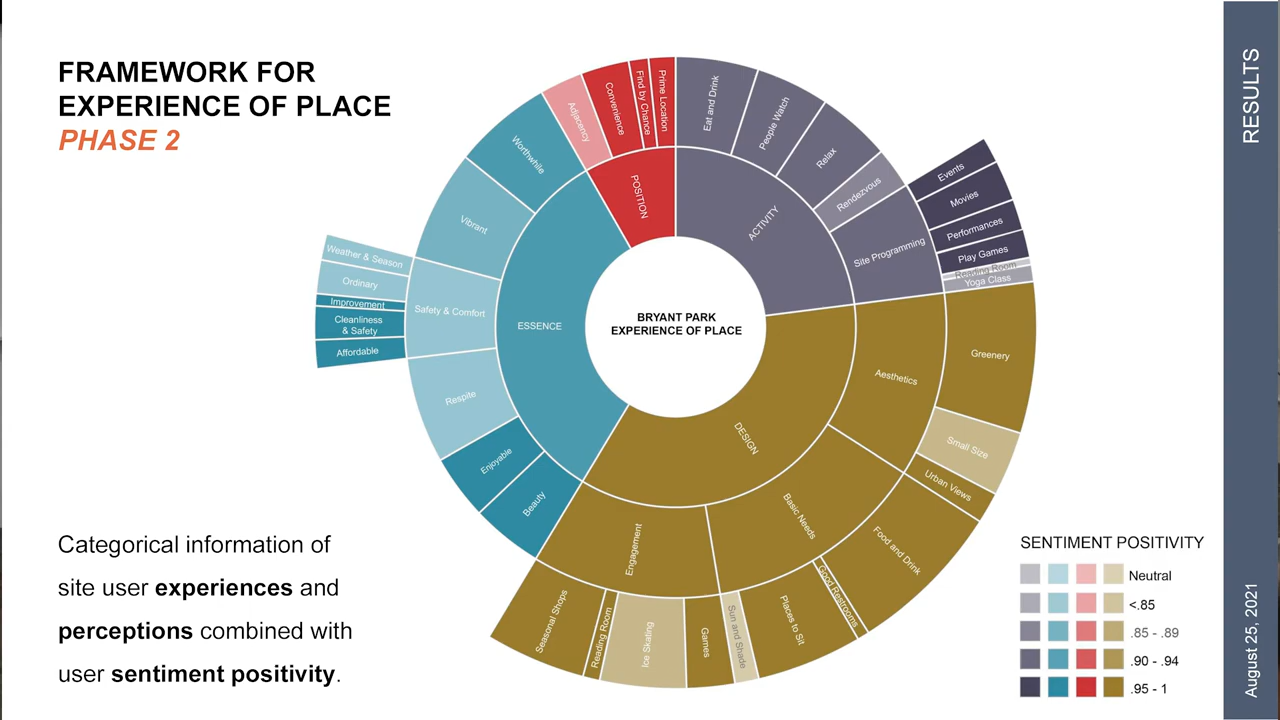 FRAMEWORK FOR
EXPERIENCE OF PLACE
PHASE 2
RESULTS
August 25, 2021
BRYANT PARK
EXPERIENCE OF PLACE
ACTIVITY
Eat and Drink
People Watch
Relax
Rendezvous
Site Programming
Events
Movies
Performances
Play Games
Reading Room
Yoga Class
DESIGN
Aesthetics
Greenery
Small Size
Urban Views
Basic Needs
Food and Drink
Good Restrooms
Places to Sit
Sun and Shade
Engagement
Games
Ice Skating
Reading Room
Seasonal Shops
ESSENCE
Beauty
Enjoyable
Respite
Safety & Comfort
Affordable
Cleanliness
& Safety
Improvement
Ordinary
Weather & Season
Vibrant
Worthwhile
POSITION
Adjacency
Convenience
Find by Chance
Prime Location
Categorical information of
site user experiences and
perceptions combined with
user sentiment positivity.
SENTIMENT POSITIVITY
Neutral
<.85
.85 - .89
.90 - .94
.95 - 1